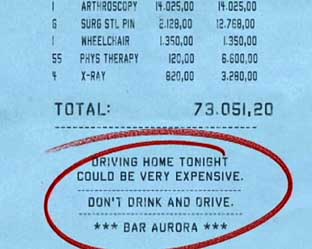 1 ARTHROSCOPY 14.025,00 14.025,00
6 SURG STL PIN 2.128,00 12.768,00
1 WHEELCHAIR 1.350,00 1.350,00
55 PHYS THERAPY 120,00 6.600,00
4 X-RAY 820,00 3.280,00
TOTAL: 73.051,20
DRIVING HOME TONIGHT
COULD BE VERY EXPENSIVE.
DON'T DRINK AND DRIVE.
*** BAR AURORA ***